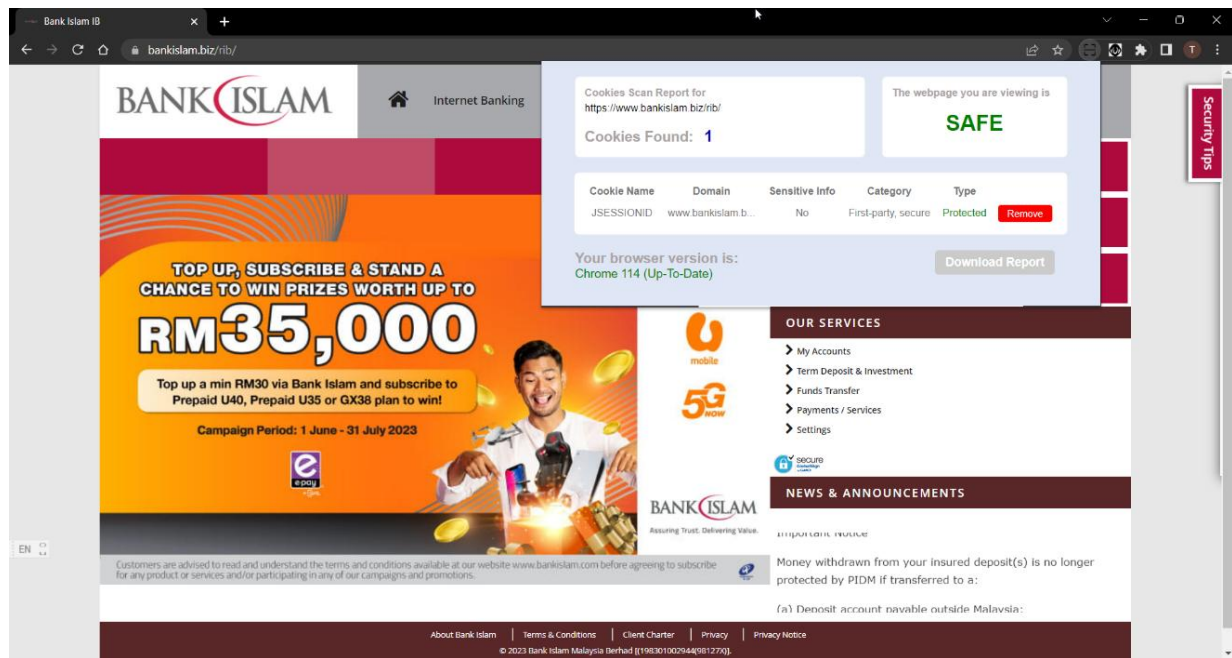 Bank Islam IB
bankislam.biz/rib/
T
BANK ISLAM
Internet Banking
Cookies Scan Report for
https://www.bankislam.biz/rib/
Cookies Found: 1
The webpage you are viewing is
SAFE
Cookie Name Domain Sensitive Info Category Type
JSESSIONID www.bankislam.b... No First-party, secure Protected Remove
Your browser version is:
Chrome 114 (Up-To-Date)
Download Report
Security Tips
TOP UP, SUBSCRIBE & STAND A
CHANCE TO WIN PRIZES WORTH UP TO
RM35,000
Top up a min RM30 via Bank Islam and subscribe to
Prepaid U40, Prepaid U35 or GX38 plan to win!
Campaign Period: 1 June - 31 July 2023
e
epay
U
mobile
5G
NOW
BANK ISLAM
Assuring Trust. Delivering Value.
OUR SERVICES
My Accounts
Term Deposit & Investment
Funds Transfer
Payments / Services
Settings
secure
GlobalSign
NEWS & ANNOUNCEMENTS
Important Notice
Money withdrawn from your insured deposit(s) is no longer
protected by PIDM if transferred to a:
(a) Deposit account payable outside Malaysia;
EN
Customers are advised to read and understand the terms and conditions available at our website www.bankislam.com before agreeing to subscribe
for any product or services and/or participating in any of our campaigns and promotions.
About Bank Islam | Terms & Conditions | Client Charter | Privacy | Privacy Notice
© 2023 Bank Islam Malaysia Berhad [(198301002944(98127X)].